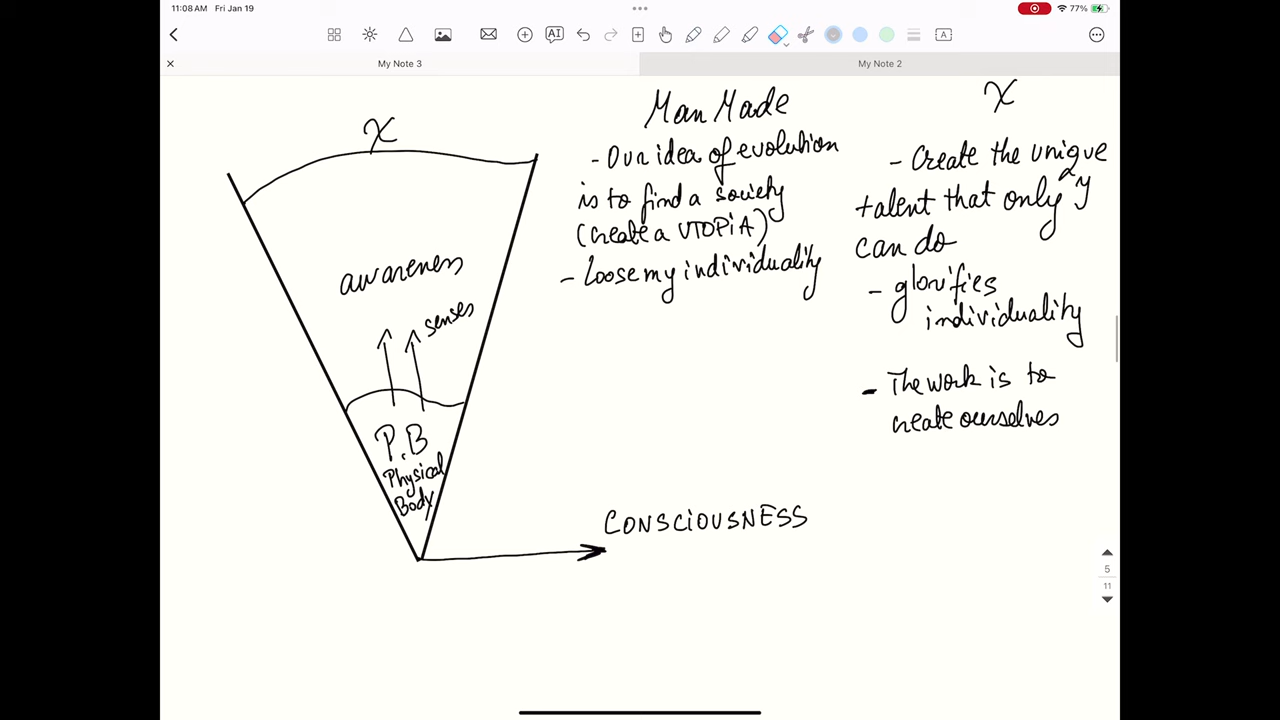 11:08 AM Fri Jan 19
77%
My Note 3
My Note 2
X
awareness
senses
P.B
Physical
Body
CONSCIOUSNESS
Man Made
- Our idea of evolution
is to find a society
(create a UTOPiA)
- Loose my individuality
X
- Create the unique
talent that only I
can do
- glorifies
individuality
- The work is to
create ourselves
5
11